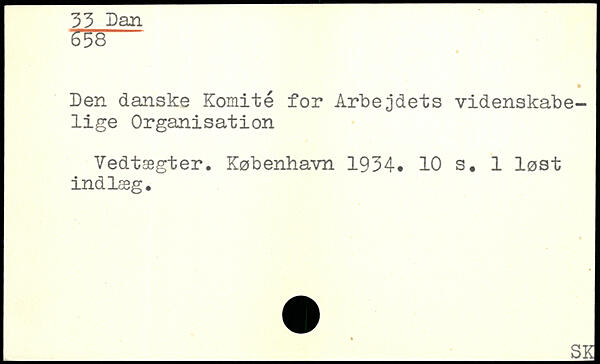 33 Dan
658
Den danske Komité for Arbejdets videnskabe-
lige Organisation
Vedtægter. København 1934. 10 s. 1 løst
indlæg.
SK